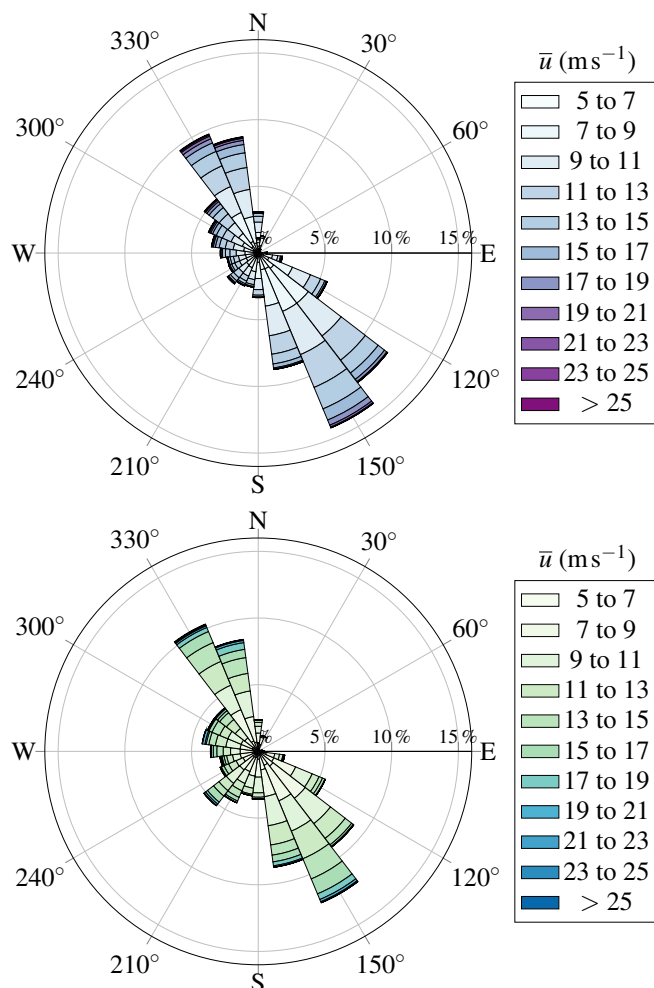 N
330° 30°
300° 60°
W % 5 % 10 % 15 % E
240° 120°
210° 150°
S
u̅ (m s⁻¹)
5 to 7
7 to 9
9 to 11
11 to 13
13 to 15
15 to 17
17 to 19
19 to 21
21 to 23
23 to 25
> 25
N
330° 30°
300° 60°
W % 5 % 10 % 15 % E
240° 120°
210° 150°
S
u̅ (m s⁻¹)
5 to 7
7 to 9
9 to 11
11 to 13
13 to 15
15 to 17
17 to 19
19 to 21
21 to 23
23 to 25
> 25